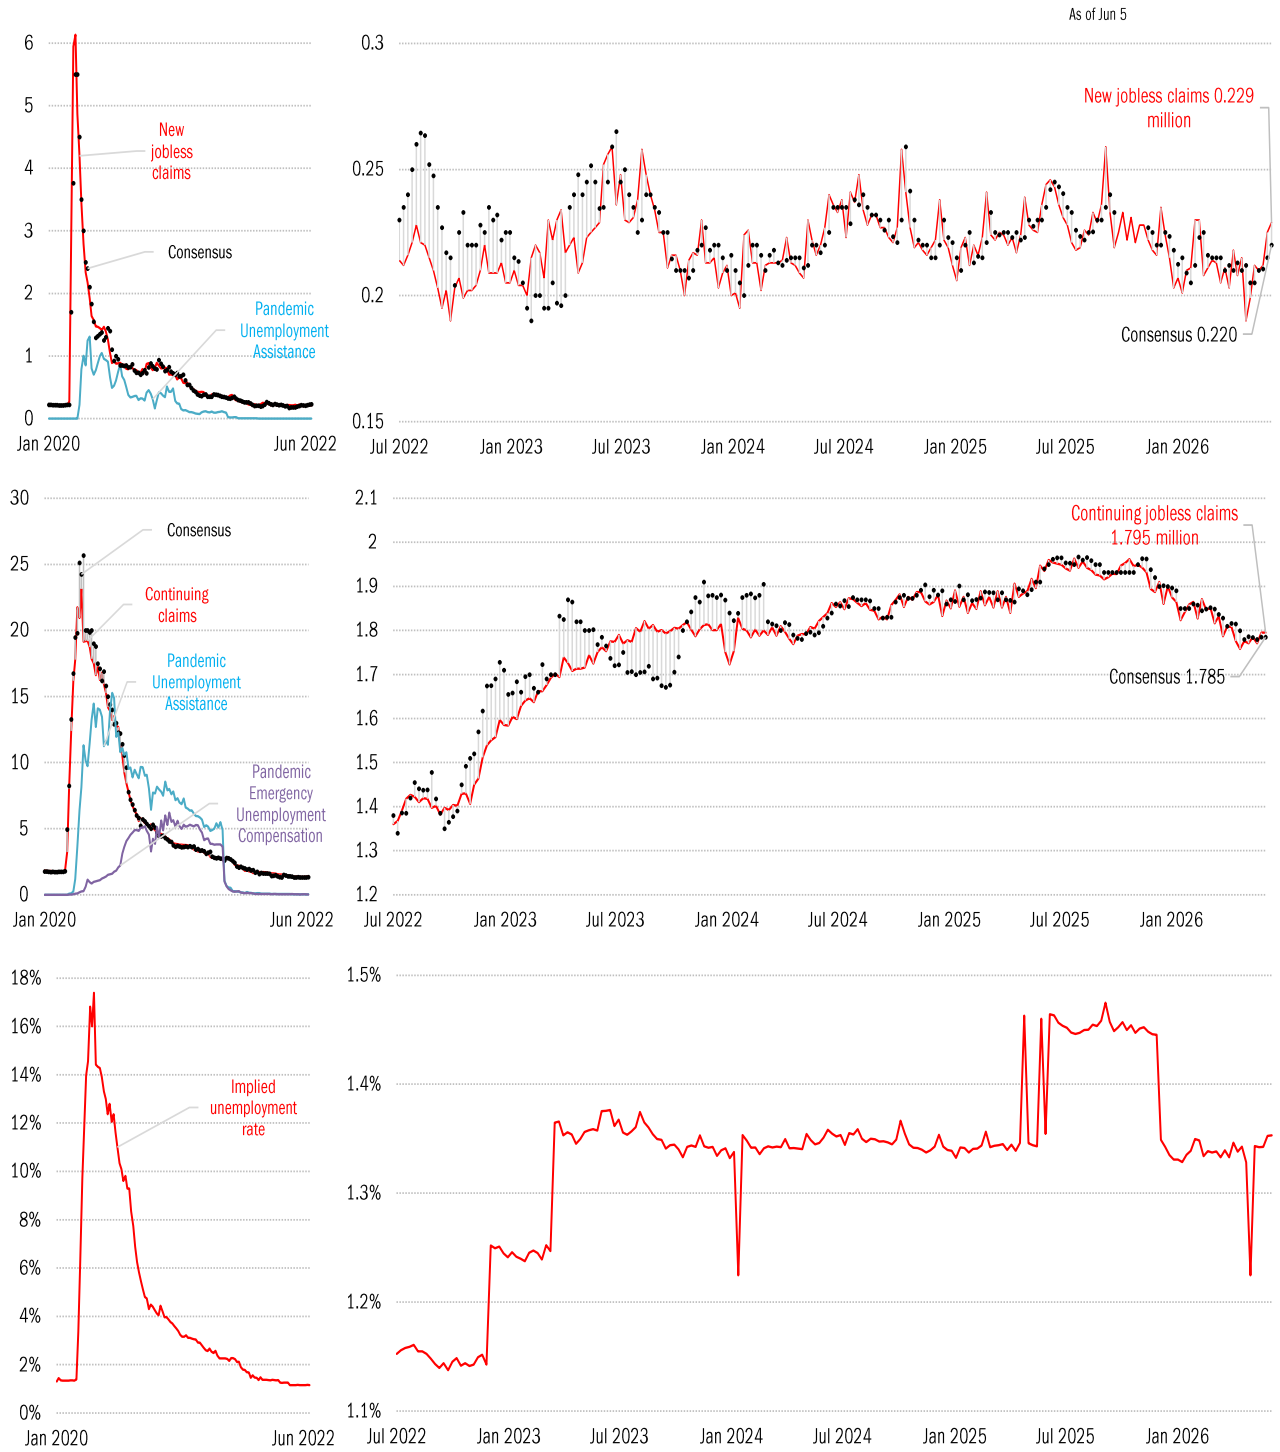 As of Jun 5
6
5
4
3
2
1
0
Jan 2020
Jun 2022
New
jobless
claims
Consensus
Pandemic
Unemployment
Assistance
0.3
0.25
0.2
0.15
Jul 2022
Jan 2023
Jul 2023
Jan 2024
Jul 2024
Jan 2025
Jul 2025
Jan 2026
New jobless claims 0.229
million
Consensus 0.220
30
25
20
15
10
5
0
Jan 2020
Jun 2022
Consensus
Continuing
claims
Pandemic
Unemployment
Assistance
Pandemic
Emergency
Unemployment
Compensation
2.1
2
1.9
1.8
1.7
1.6
1.5
1.4
1.3
1.2
Jul 2022
Jan 2023
Jul 2023
Jan 2024
Jul 2024
Jan 2025
Jul 2025
Jan 2026
Continuing jobless claims
1.795 million
Consensus 1.785
18%
16%
14%
12%
10%
8%
6%
4%
2%
0%
Jan 2020
Jun 2022
Implied
unemployment
rate
1.5%
1.4%
1.3%
1.2%
1.1%
Jul 2022
Jan 2023
Jul 2023
Jan 2024
Jul 2024
Jan 2025
Jul 2025
Jan 2026